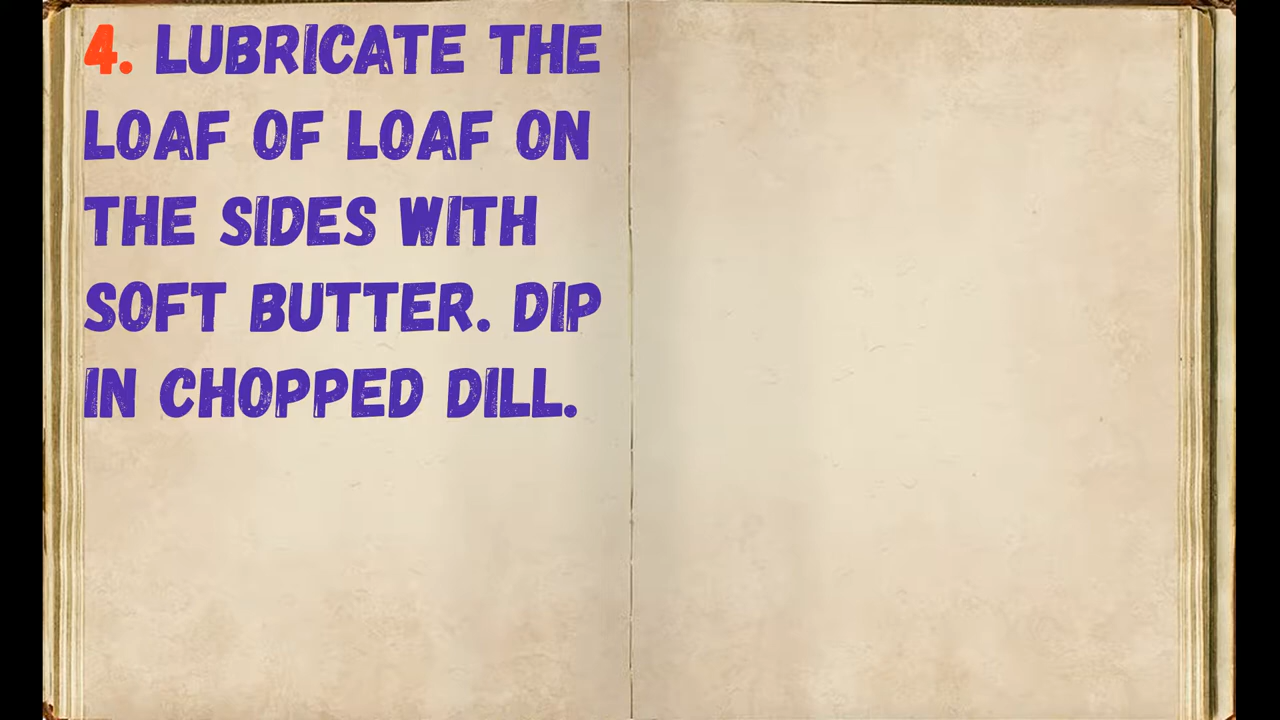 4. LUBRICATE THE
LOAF OF LOAF ON
THE SIDES WITH
SOFT BUTTER. DIP
IN CHOPPED DILL.